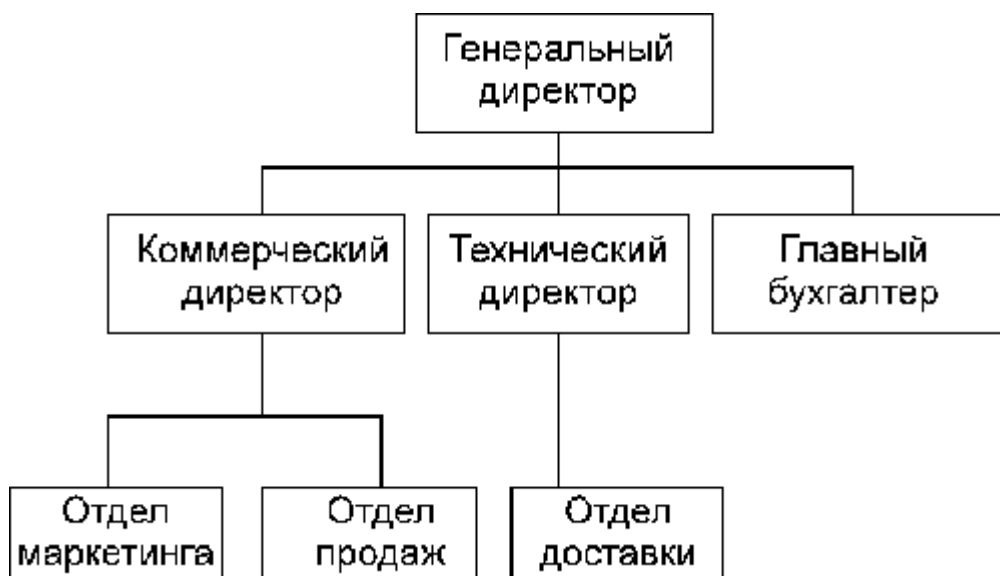 Генеральный
директор
Коммерческий
директор
Технический
директор
Главный
бухгалтер
Отдел
маркетинга
Отдел
продаж
Отдел
доставки